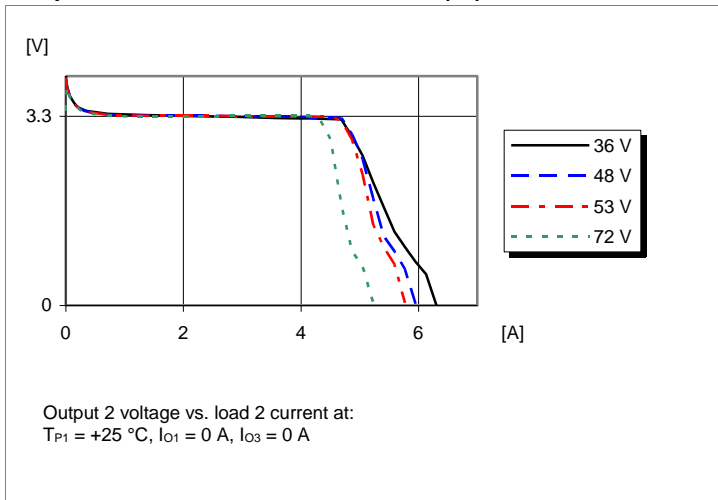 [V]
3.3
0
0 2 4 6 [A]
36 V
48 V
53 V
72 V
Output 2 voltage vs. load 2 current at:
TP1 = +25 °C, IO1 = 0 A, IO3 = 0 A